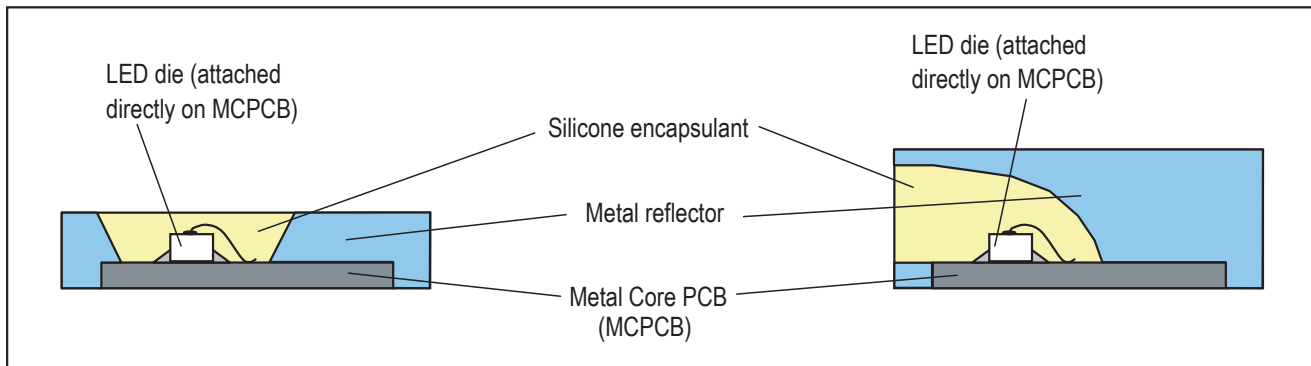 LED die (attached
directly on MCPCB)
Silicone encapsulant
Metal reflector
Metal Core PCB
(MCPCB)
LED die (attached
directly on MCPCB)